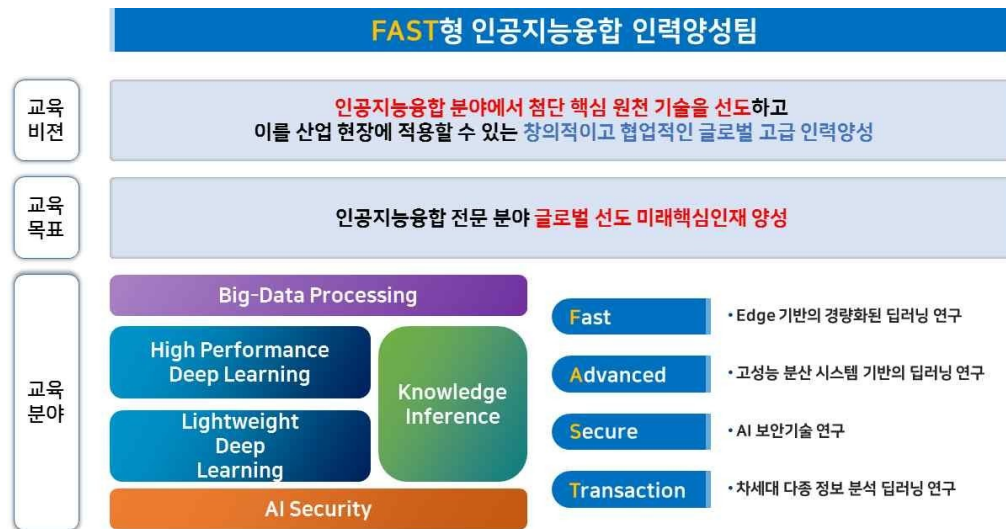 FAST형 인공지능융합 인력양성팀
교육
비젼
인공지능융합 분야에서 첨단 핵심 원천 기술을 선도하고
이를 산업 현장에 적용할 수 있는 창의적이고 협업적인 글로벌 고급 인력양성
교육
목표
인공지능융합 전문 분야 글로벌 선도 미래핵심인재 양성
교육
분야
Big-Data Processing
High Performance
Deep Learning
Lightweight
Deep
Learning
Knowledge
Inference
AI Security
Fast
• Edge 기반의 경량화된 딥러닝 연구
Advanced
• 고성능 분산 시스템 기반의 딥러닝 연구
Secure
• AI 보안기술 연구
Transaction
• 차세대 다종 정보 분석 딥러닝 연구